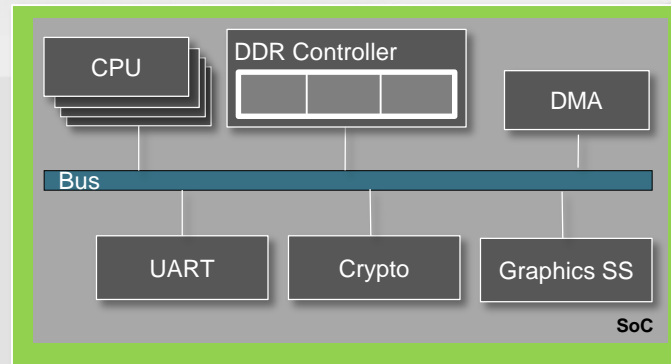 CPU
DDR Controller
DMA
Bus
UART
Crypto
Graphics SS
SoC